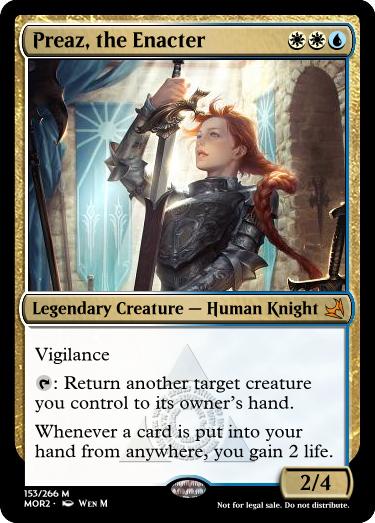 Preaz, the Enacter
Legendary Creature — Human Knight
Vigilance
: Return another target creature
you control to its owner's hand.
Whenever a card is put into your
hand from anywhere, you gain 2 life.
2/4
153/266 M
MOR2 • Wen M
Not for legal sale. Do not distribute.